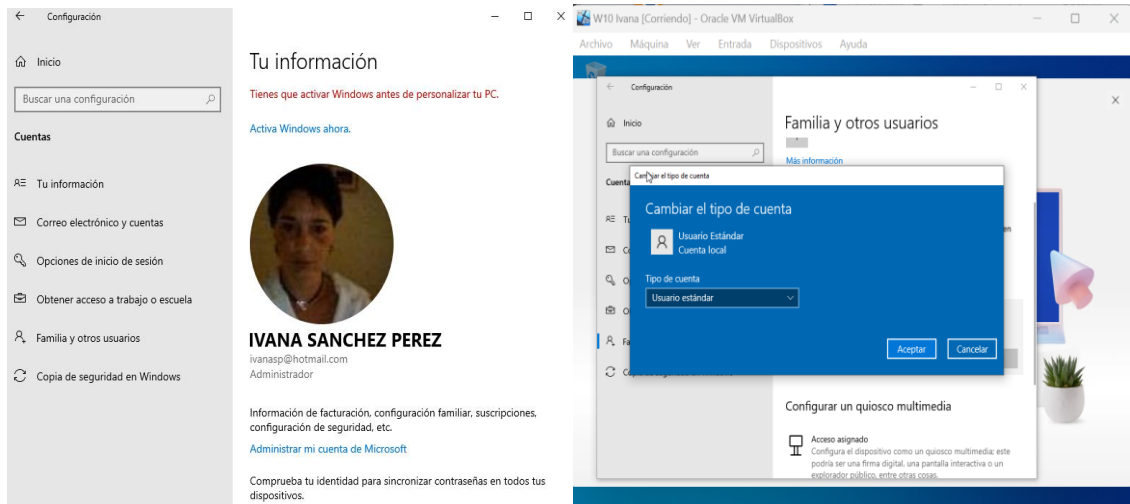 Configuración
Inicio
Buscar una configuración
Cuentas
Tu información
Correo electrónico y cuentas
Opciones de inicio de sesión
Obtener acceso a trabajo o escuela
Familia y otros usuarios
Copia de seguridad en Windows
Tu información
Tienes que activar Windows antes de personalizar tu PC.
Activa Windows ahora.
IVANA SANCHEZ PEREZ
ivanasp@hotmail.com
Administrador
Información de facturación, configuración familiar, suscripciones,
configuración de seguridad, etc.
Administrar mi cuenta de Microsoft
Comprueba tu identidad para sincronizar contraseñas en todos tus
dispositivos.
W10 Ivana [Corriendo] - Oracle VM VirtualBox
Archivo Máquina Ver Entrada Dispositivos Ayuda
Configuración
Inicio
Buscar una configuración
Familia y otros usuarios
Más información
Cambiar el tipo de cuenta
Cambiar el tipo de cuenta
Usuario Estándar
Cuenta local
Tipo de cuenta
Usuario estándar
Aceptar Cancelar
Configurar un quiosco multimedia
Acceso asignado
Configura el dispositivo como un quiosco multimedia; este
podría ser una firma digital, una pantalla interactiva o un
explorador público, entre otras cosas.